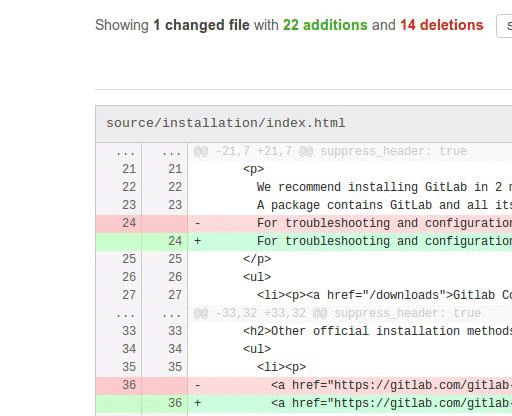 Showing 1 changed file with 22 additions and 14 deletions
source/installation/index.html
... ... @@ -21,7 +21,7 @@ suppress_header: true
21 21 <p>
22 22 We recommend installing GitLab in 2
23 23 A package contains GitLab and all its
24 - For troubleshooting and configuration
24 + For troubleshooting and configuration
25 25 </p>
26 26 <ul>
27 27 <li><p><a href="/downloads">Gitlab
... ... @@ -33,32 +33,32 @@ suppress_header: true
33 33 <h2>Other official installation methods
34 34 <ul>
35 35 <li><p>
36 - <a href="https://gitlab.com/gitlab-
36 + <a href="https://gitlab.com/gitlab-